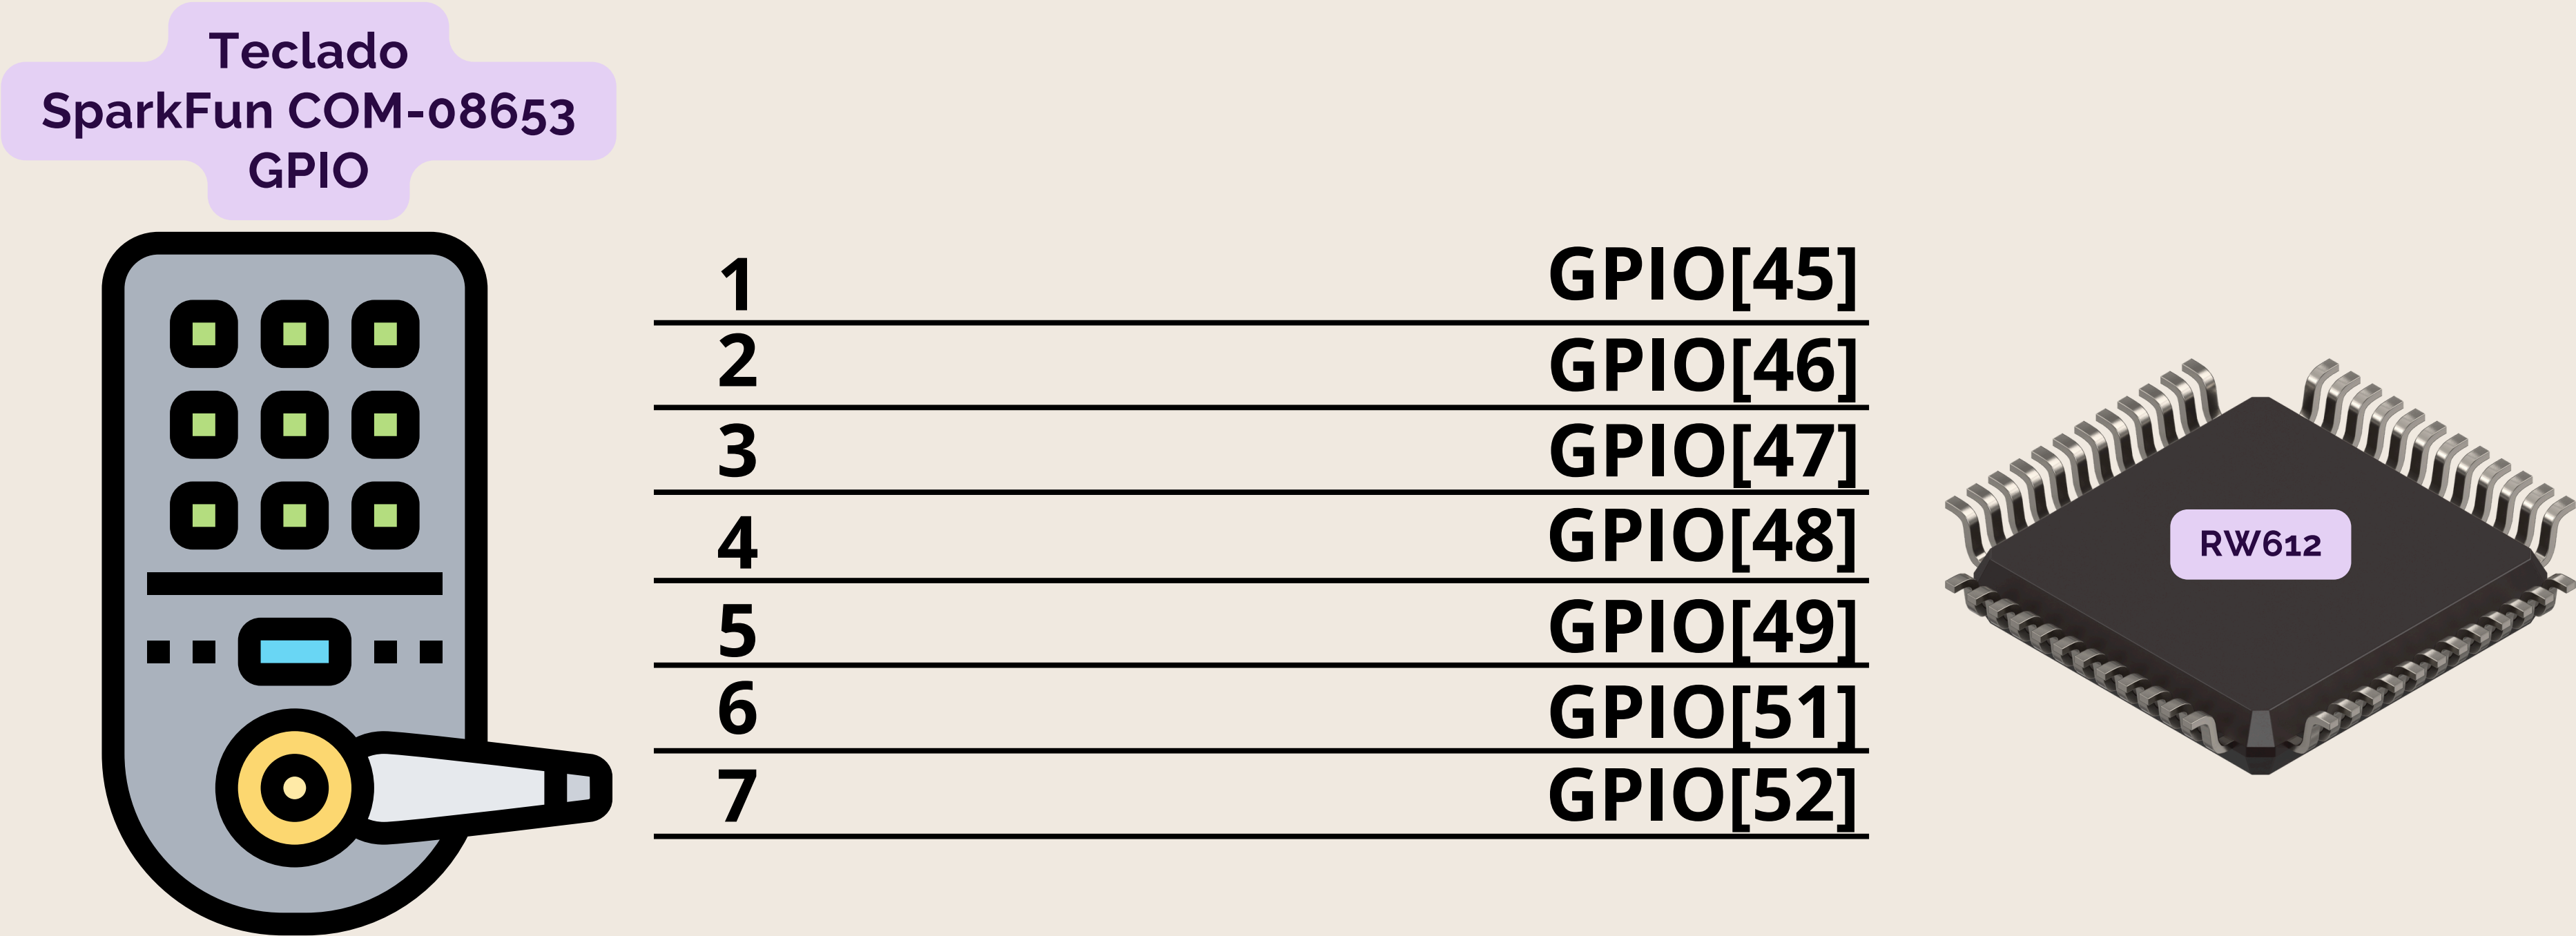 Teclado
SparkFun COM-08653
GPIO
1 GPIO[45]
2 GPIO[46]
3 GPIO[47]
4 GPIO[48]
5 GPIO[49]
6 GPIO[51]
7 GPIO[52]
RW612